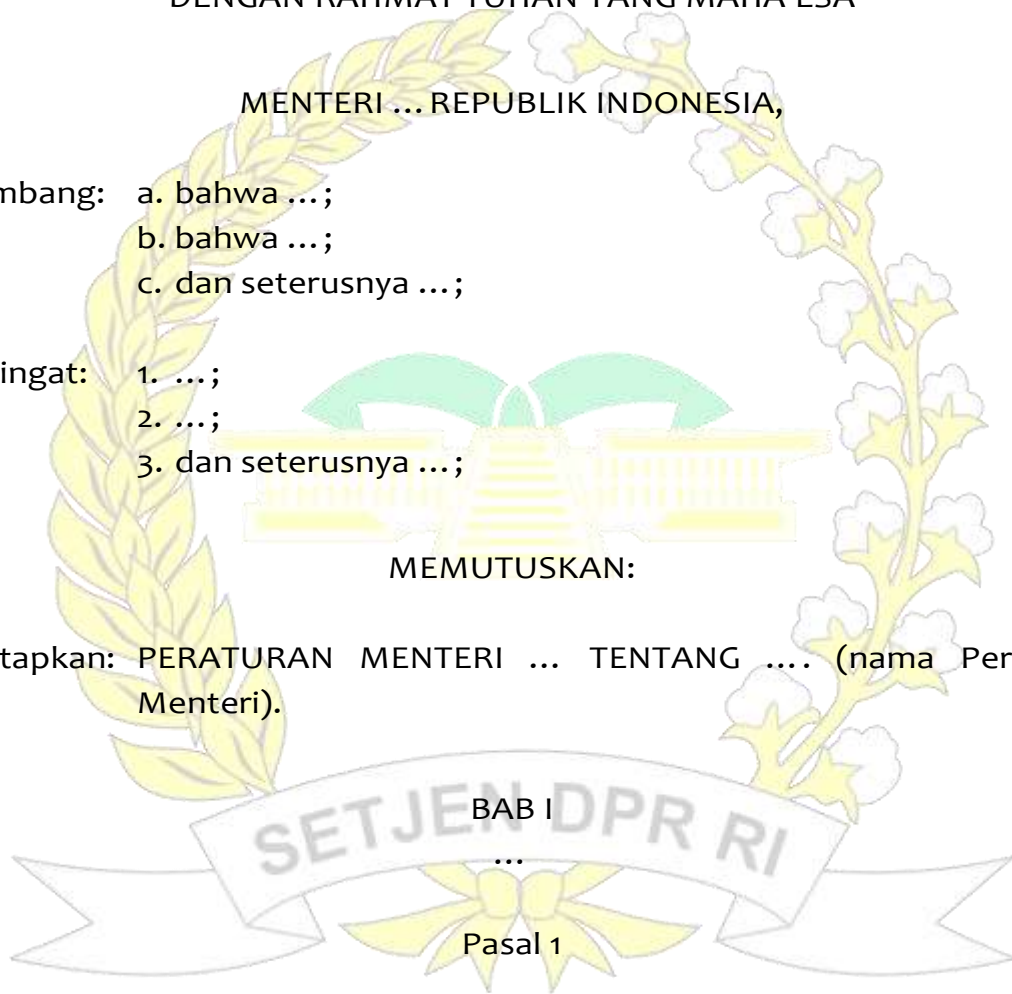 DENGAN RAHMAT TUHAN YANG MAHA ESA
MENTERI … REPUBLIK INDONESIA,
mbang: a. bahwa …;
b. bahwa …;
c. dan seterusnya …;
ingat: 1. …;
2. …;
3. dan seterusnya …;
MEMUTUSKAN:
tapkan: PERATURAN MENTERI … TENTANG …. (nama Per
Menteri).
BAB I
SETJEN DPR RI
…
Pasal 1